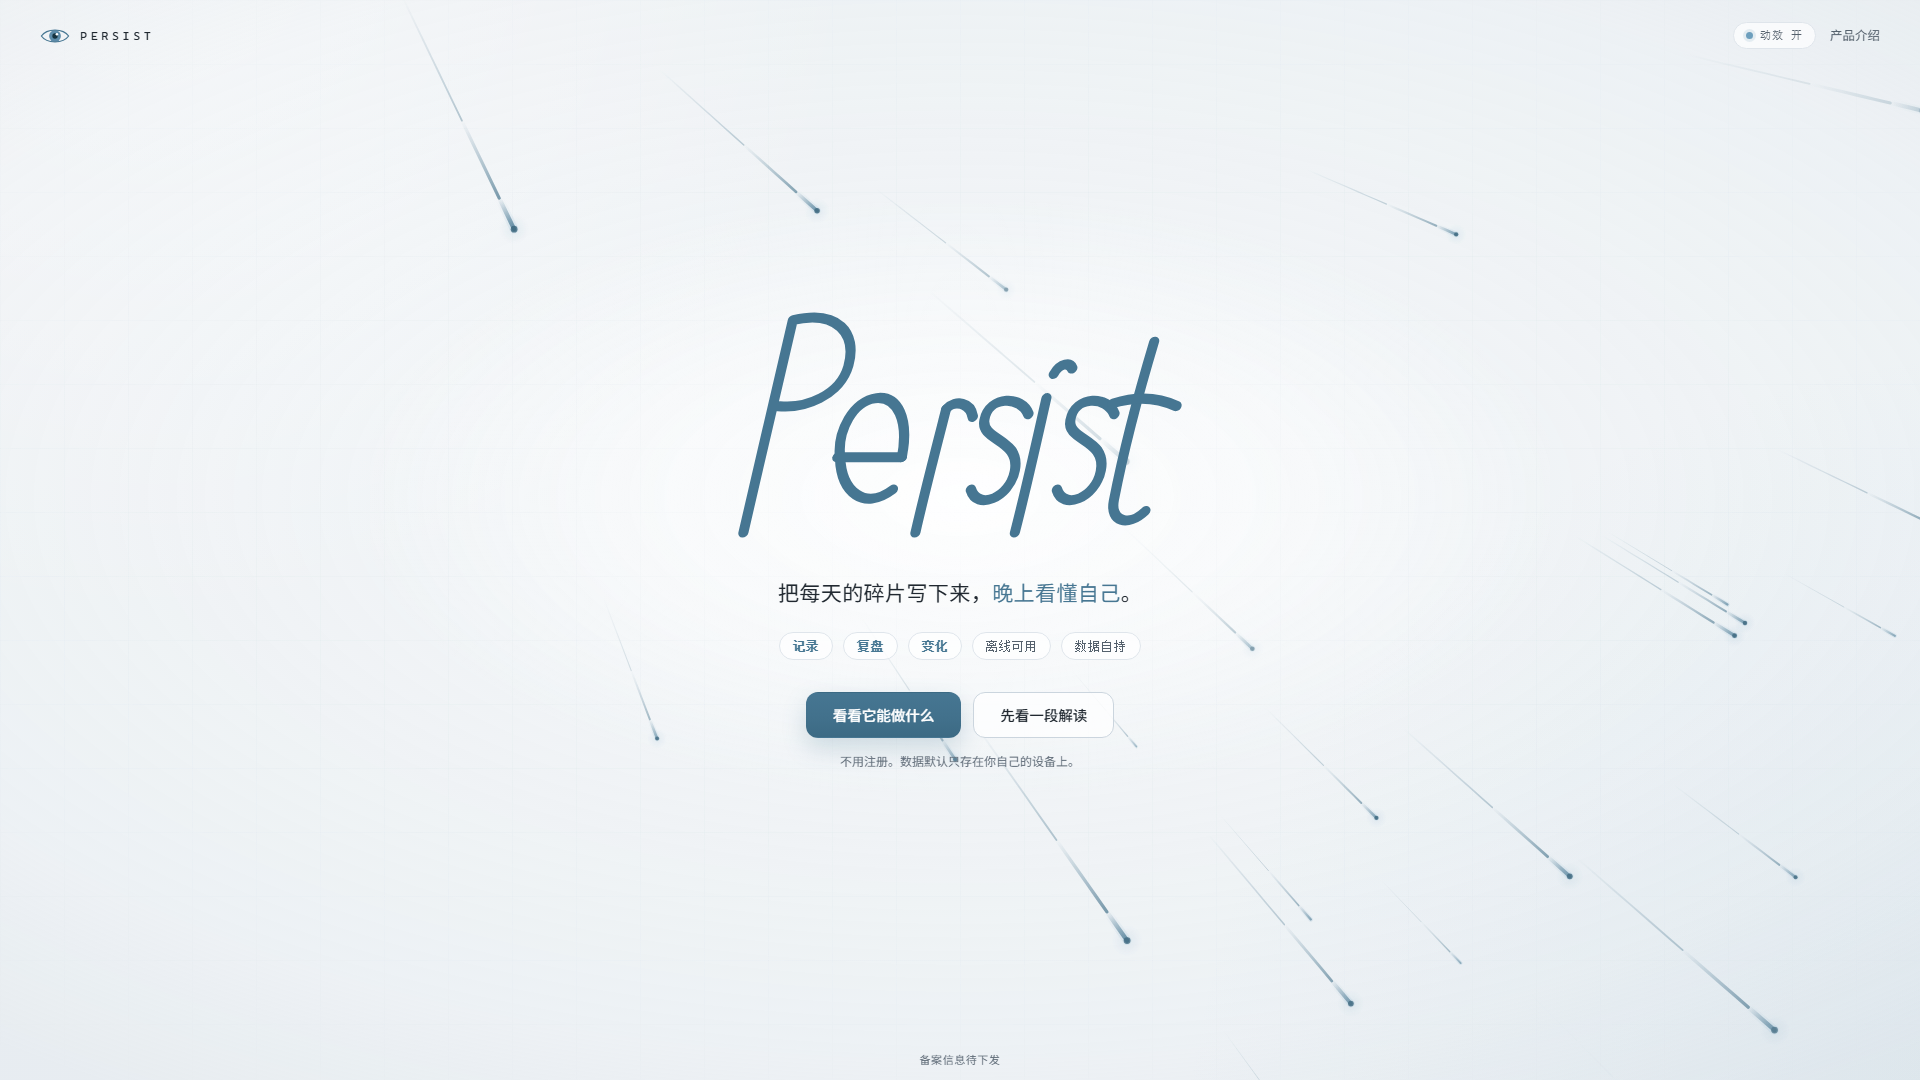 PERSIST
动效 开
产品介绍
Persist
把每天的碎片写下来，晚上看懂自己。
记录
复盘
变化
离线可用
数据自持
看看它能做什么
先看一段解读
不用注册。数据默认只存在你自己的设备上。
备案信息待下发